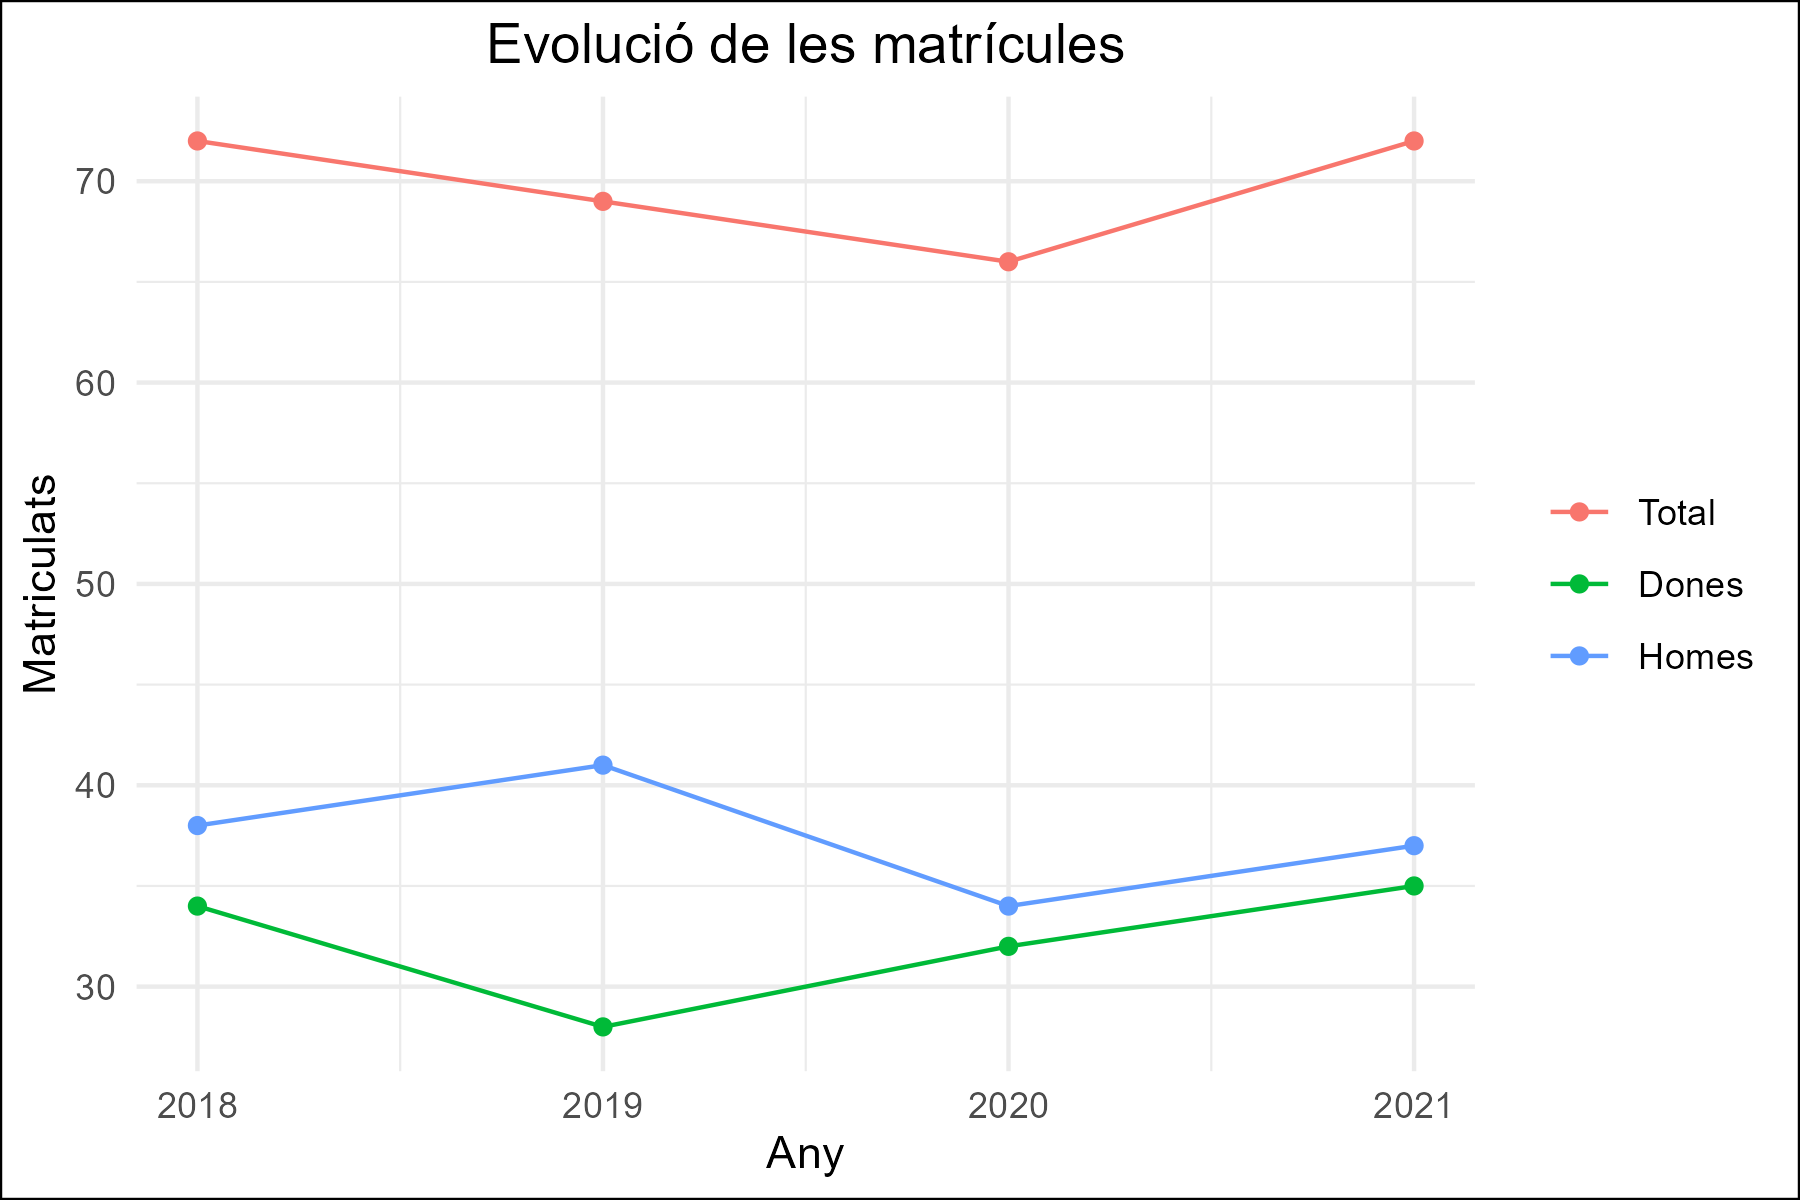 Evolució de les matrícules
70
60
50
40
30
Matriculats
2018 2019 2020 2021
Any
Total
Dones
Homes